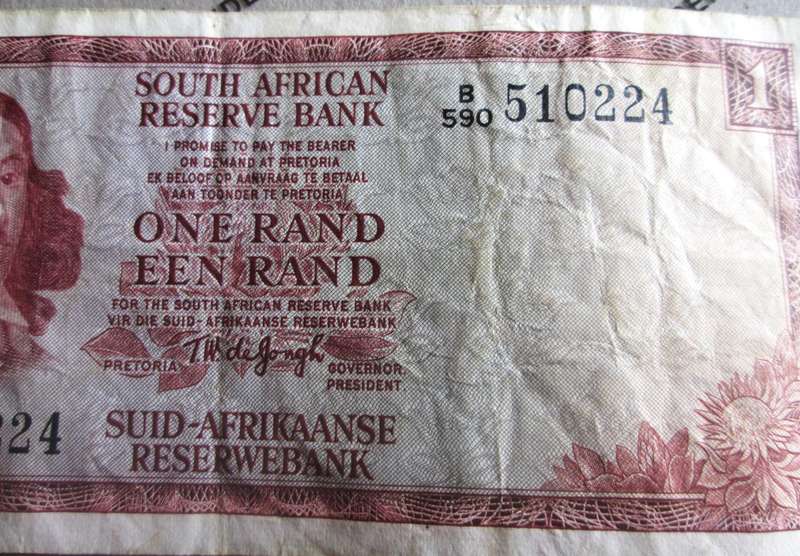 SOUTH AFRICAN
RESERVE BANK
B
590 510224
1
I PROMISE TO PAY THE BEARER
ON DEMAND AT PRETORIA
EK BELOOF OP AANVRAAG TE BETAAL
AAN TOONDER TE PRETORIA
ONE RAND
EEN RAND
FOR THE SOUTH AFRICAN RESERVE BANK
VIR DIE SUID-AFRIKAANSE RESERWEBANK
T.W. de Jongh
PRETORIA
GOVERNOR
PRESIDENT
224
SUID-AFRIKAANSE
RESERWEBANK